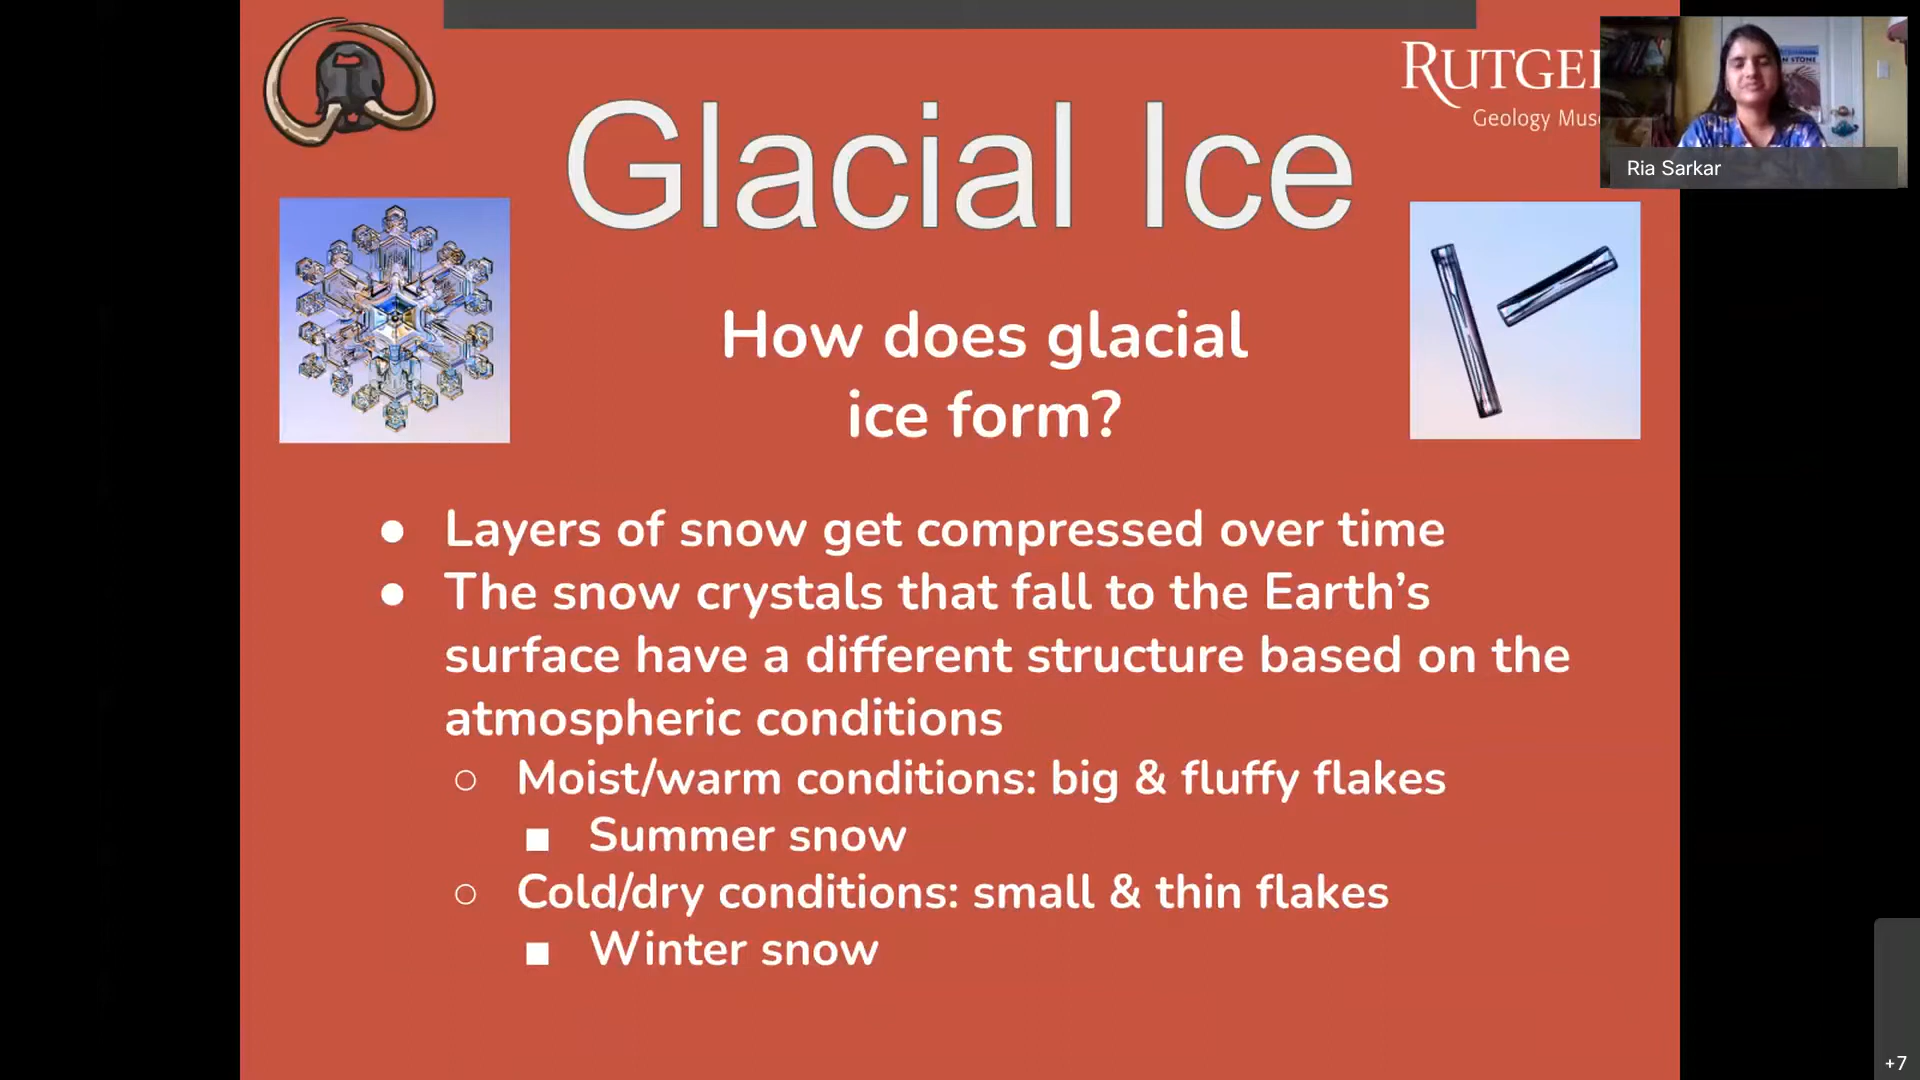 RUTGE
Geology Mus
Ria Sarkar
Glacial Ice
How does glacial
ice form?
● Layers of snow get compressed over time
● The snow crystals that fall to the Earth’s
surface have a different structure based on the
atmospheric conditions
○ Moist/warm conditions: big & fluffy flakes
■ Summer snow
○ Cold/dry conditions: small & thin flakes
■ Winter snow
+7